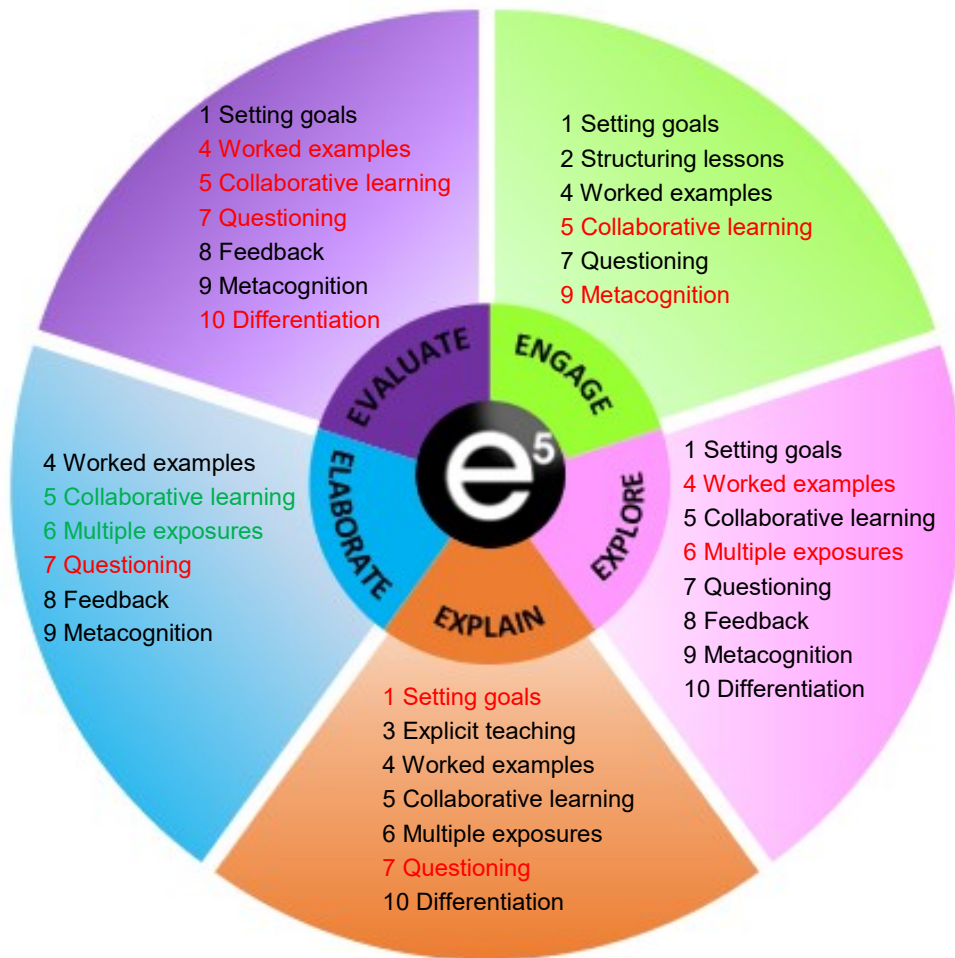 1 Setting goals
4 Worked examples
5 Collaborative learning
7 Questioning
8 Feedback
9 Metacognition
10 Differentiation
1 Setting goals
2 Structuring lessons
4 Worked examples
5 Collaborative learning
7 Questioning
9 Metacognition
EVALUATE
ENGAGE
e5
ELABORATE
EXPLORE
EXPLAIN
4 Worked examples
5 Collaborative learning
6 Multiple exposures
7 Questioning
8 Feedback
9 Metacognition
1 Setting goals
4 Worked examples
5 Collaborative learning
6 Multiple exposures
7 Questioning
8 Feedback
9 Metacognition
10 Differentiation
1 Setting goals
3 Explicit teaching
4 Worked examples
5 Collaborative learning
6 Multiple exposures
7 Questioning
10 Differentiation